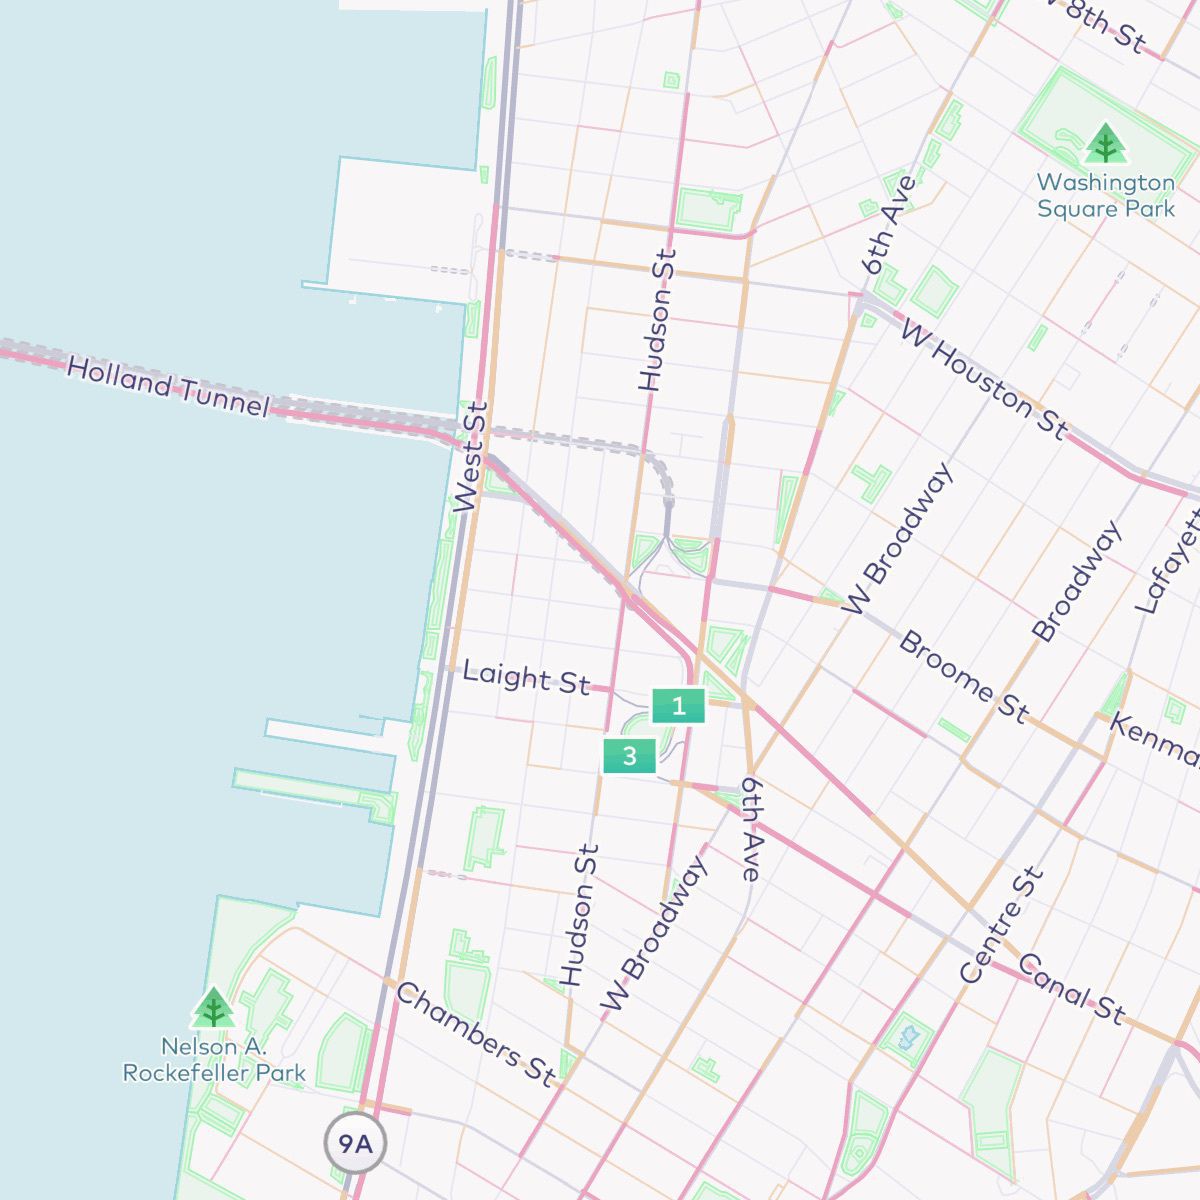 W 8th St
Washington
Square Park
6th Ave
Hudson St
W Houston St
Holland Tunnel
West St
W Broadway
Broadway
Lafayett
Broome St
Laight St
1
Kenma
3
6th Ave
Hudson St
W Broadway
Centre St
Canal St
Chambers St
Nelson A.
Rockefeller Park
9A